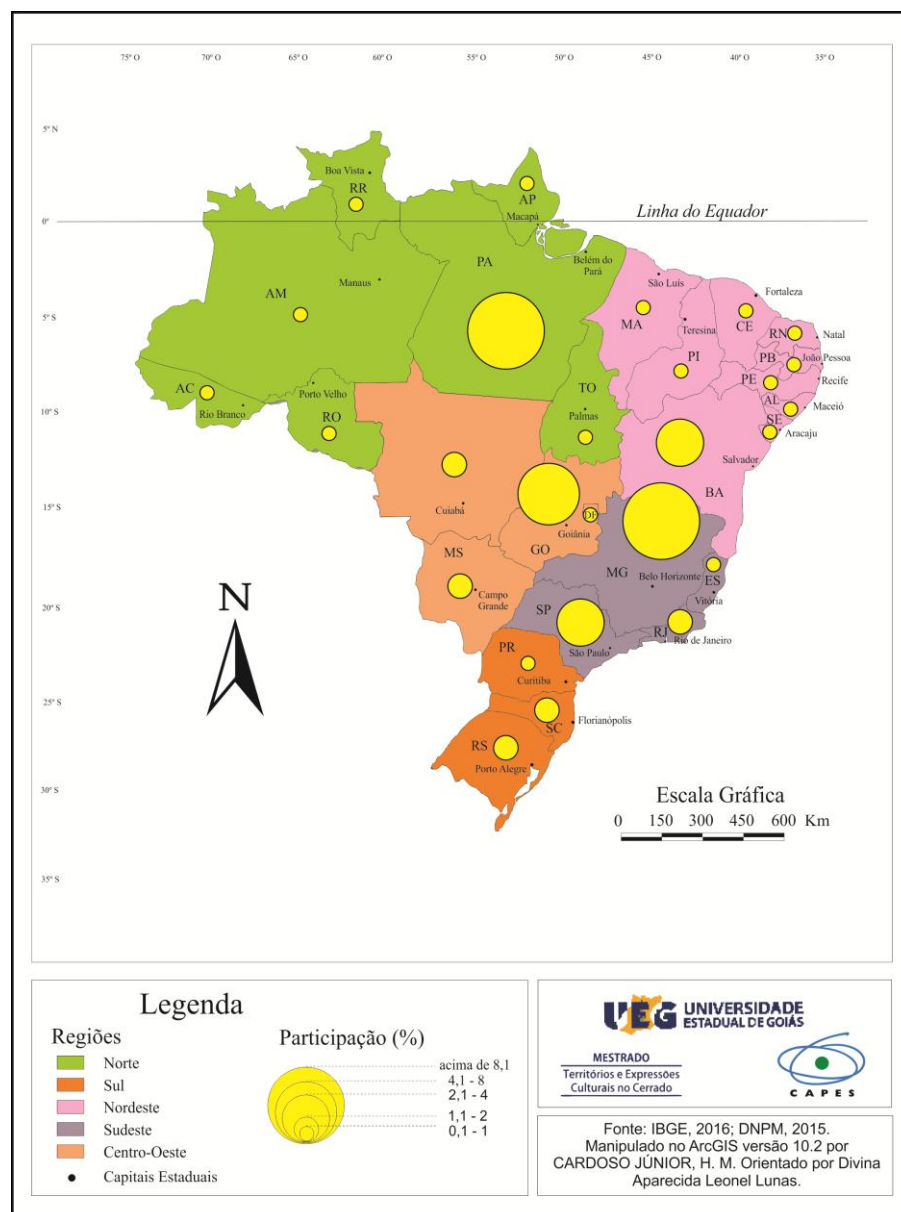 75° O 70° O 65° O 60° O 55° O 50° O 45° O 40° O 35° O
5° N
Boa Vista
RR
AP
Linha do Equador
0°
Macapá
PA
Belém do
Pará
São Luís
Manaus
AM
Fortaleza
MA
CE
Teresina
RN
Natal
5° S
PI
PB
João Pessoa
PE
Recife
TO
AC
Porto Velho
AL
Maceió
Rio Branco
RO
Palmas
SE
Aracaju
10° S
Salvador
BA
Cuiabá
DF
15° S
Goiânia
GO
MS
MG
Belo Horizonte
ES
Campo
Grande
Vitória
N
SP
20° S
RJ
Rio de Janeiro
PR
São Paulo
Curitiba
25° S
Florianópolis
SC
RS
Porto Alegre
30° S
Escala Gráfica
0 150 300 450 600 Km
35° S
Legenda
Regiões
Norte
Sul
Nordeste
Sudeste
Centro-Oeste
Capitais Estaduais
Participação (%)
acima de 8,1
4,1 - 8
2,1 - 4
1,1 - 2
0,1 - 1
UEG UNIVERSIDADE
ESTADUAL DE GOIÁS
MESTRADO
Territórios e Expressões
Culturais no Cerrado
CAPES
Fonte: IBGE, 2016; DNPM, 2015.
Manipulado no ArcGIS versão 10.2 por
CARDOSO JÚNIOR, H. M. Orientado por Divina
Aparecida Leonel Lunas.